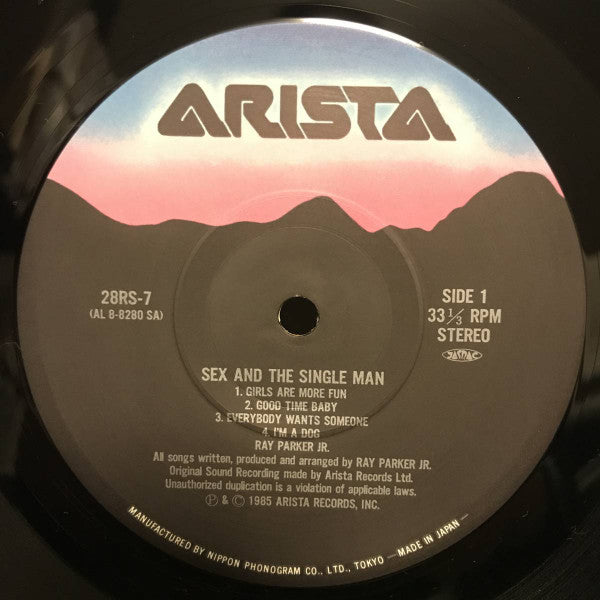 ARISTA
28RS-7
(AL 8-8280 SA)
SIDE 1
33 1/3 RPM
STEREO
JASRAC
SEX AND THE SINGLE MAN
1. GIRLS ARE MORE FUN
2. GOOD TIME BABY
3. EVERYBODY WANTS SOMEONE
4. I'M A DOG
RAY PARKER JR.
All songs written, produced and arranged by RAY PARKER JR.
Original Sound Recording made by Arista Records Ltd.
Unauthorized duplication is a violation of applicable laws.
Ⓟ & © 1985 ARISTA RECORDS, INC.
MANUFACTURED BY NIPPON PHONOGRAM CO., LTD., TOKYO —MADE IN JAPAN—